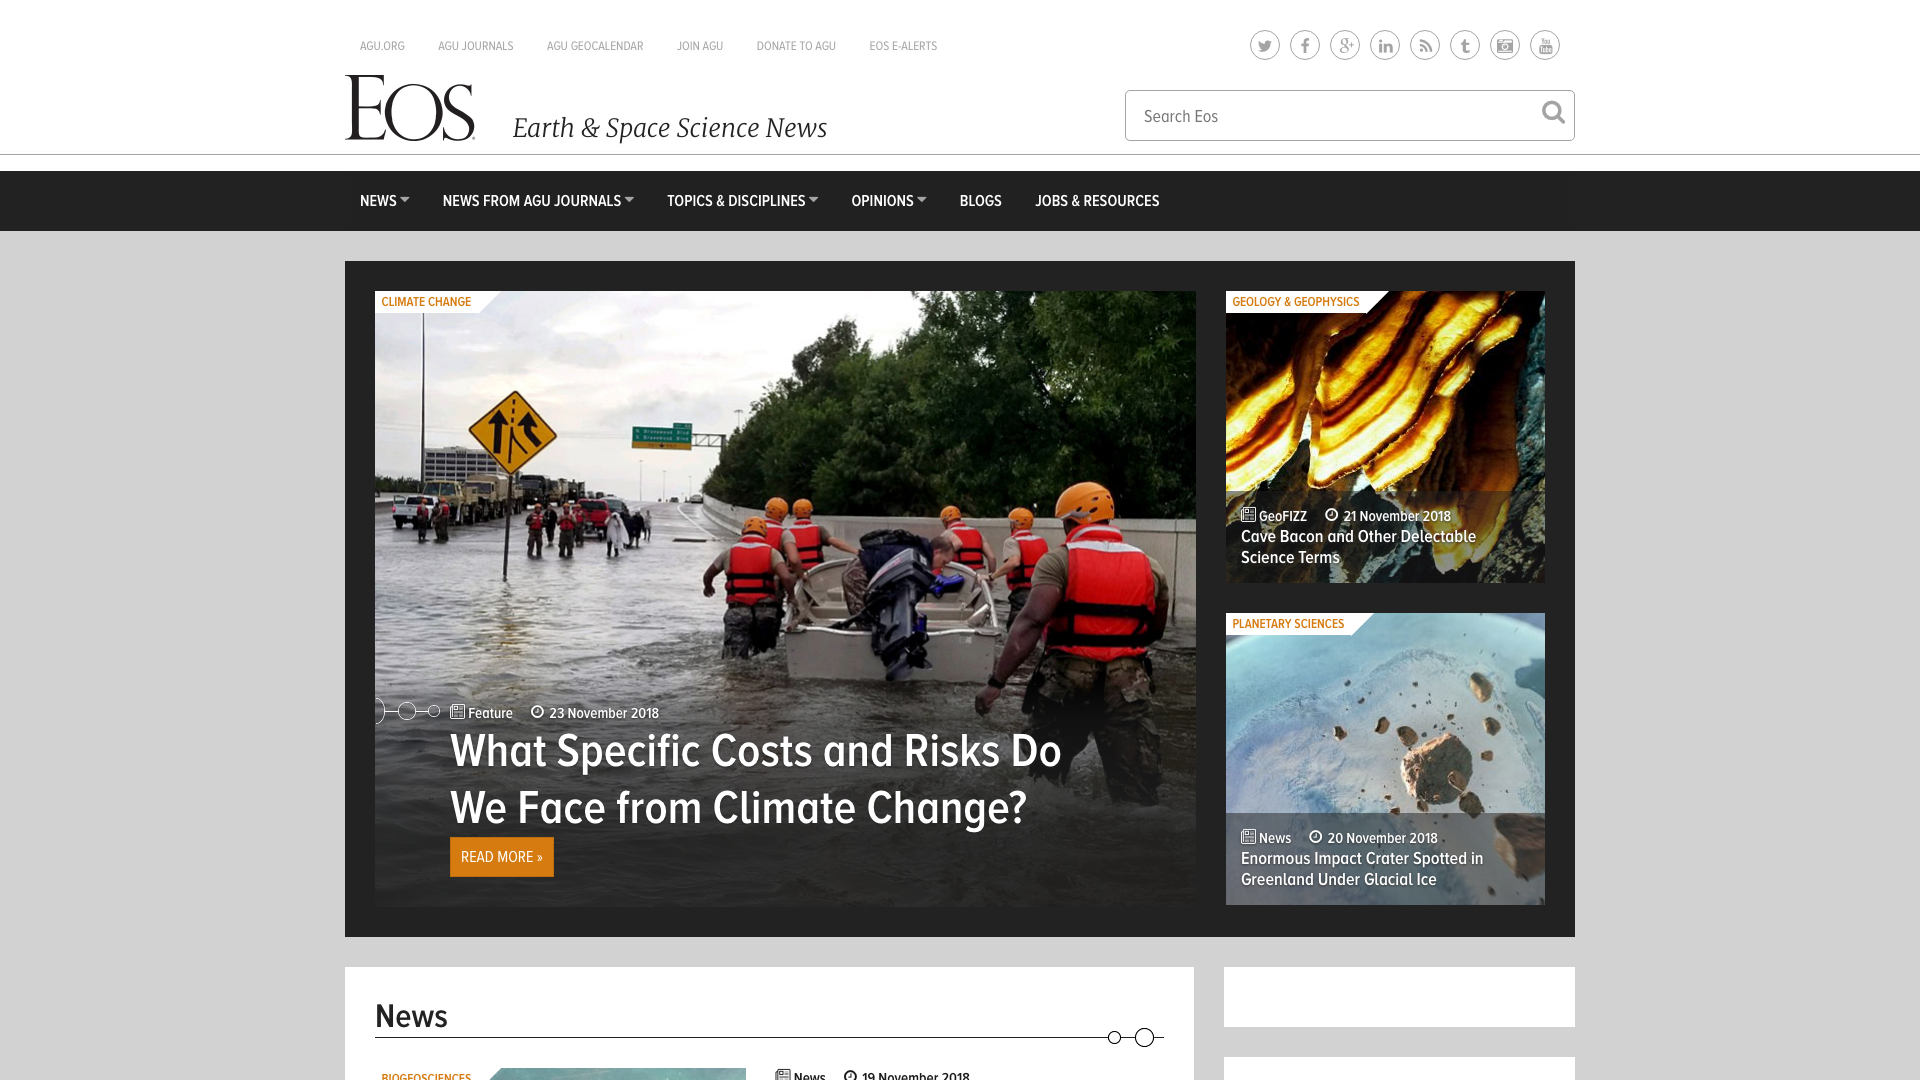 AGU.ORG AGU JOURNALS AGU GEOCALENDAR JOIN AGU DONATE TO AGU EOS E-ALERTS
Eos
Earth & Space Science News
Search Eos
NEWS NEWS FROM AGU JOURNALS TOPICS & DISCIPLINES OPINIONS BLOGS JOBS & RESOURCES
CLIMATE CHANGE
Feature 23 November 2018
What Specific Costs and Risks Do
We Face from Climate Change?
READ MORE »
GEOLOGY & GEOPHYSICS
GeoFIZZ 21 November 2018
Cave Bacon and Other Delectable
Science Terms
PLANETARY SCIENCES
News 20 November 2018
Enormous Impact Crater Spotted in
Greenland Under Glacial Ice
News
BIOGEOSCIENCES
News 19 November 2018